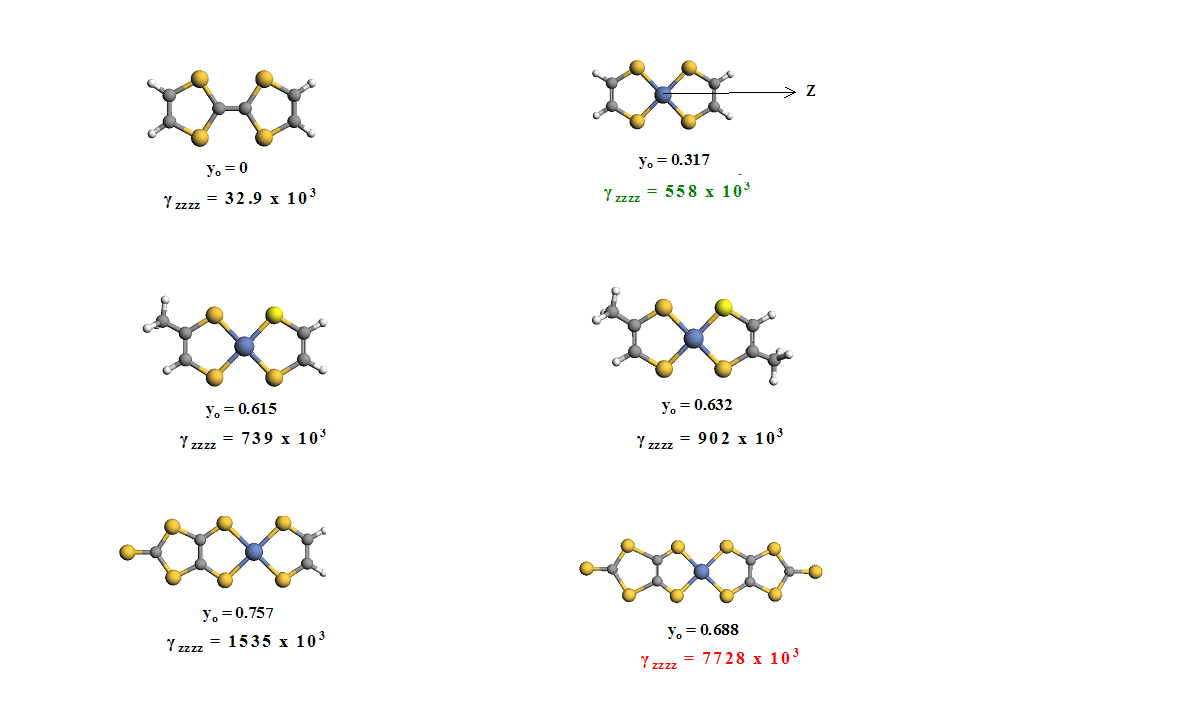 Z
yₒ = 0
yₒ = 0.317
γ zzzz = 32.9 x 10³
γ zzzz = 558 x 10³
yₒ = 0.615
yₒ = 0.632
γ zzzz = 739 x 10³
γ zzzz = 902 x 10³
yₒ = 0.757
yₒ = 0.688
γ zzzz = 1535 x 10³
γ zzzz = 7728 x 10³